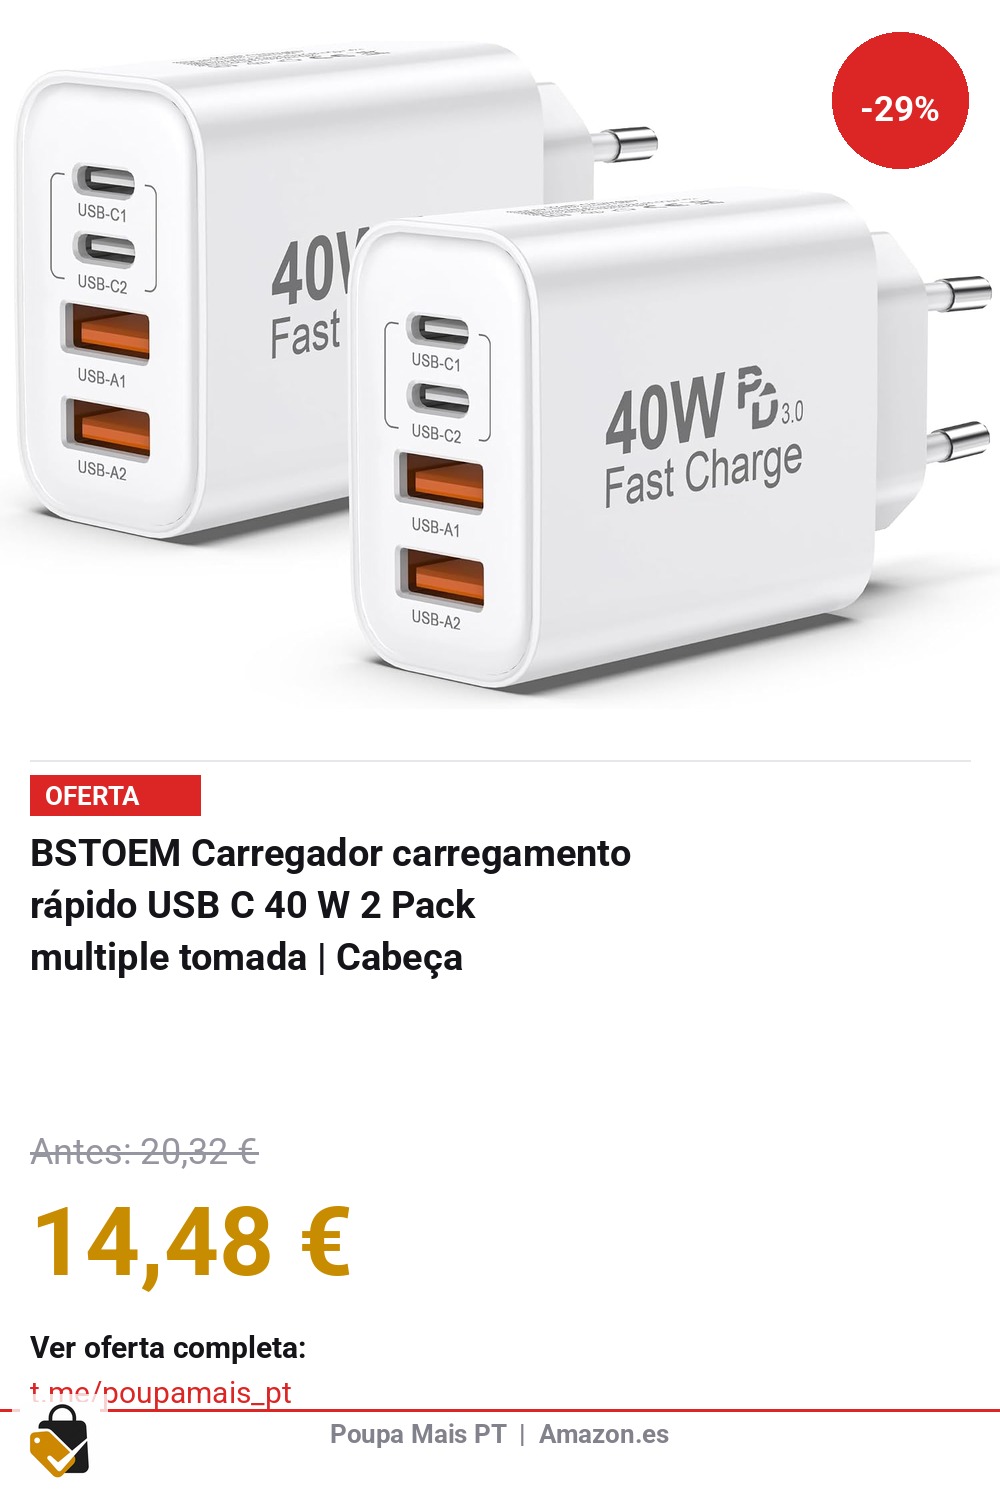 -29%
USB-C1
USB-C2
USB-A1
USB-A2
40W
Fast
USB-C1
USB-C2
USB-A1
USB-A2
40W PD 3.0
Fast Charge
OFERTA
BSTOEM Carregador carregamento
rápido USB C 40 W 2 Pack
multiple tomada | Cabeça
Antes: 20,32 €
14,48 €
Ver oferta completa:
t.me/poupamais_pt
Poupa Mais PT | Amazon.es